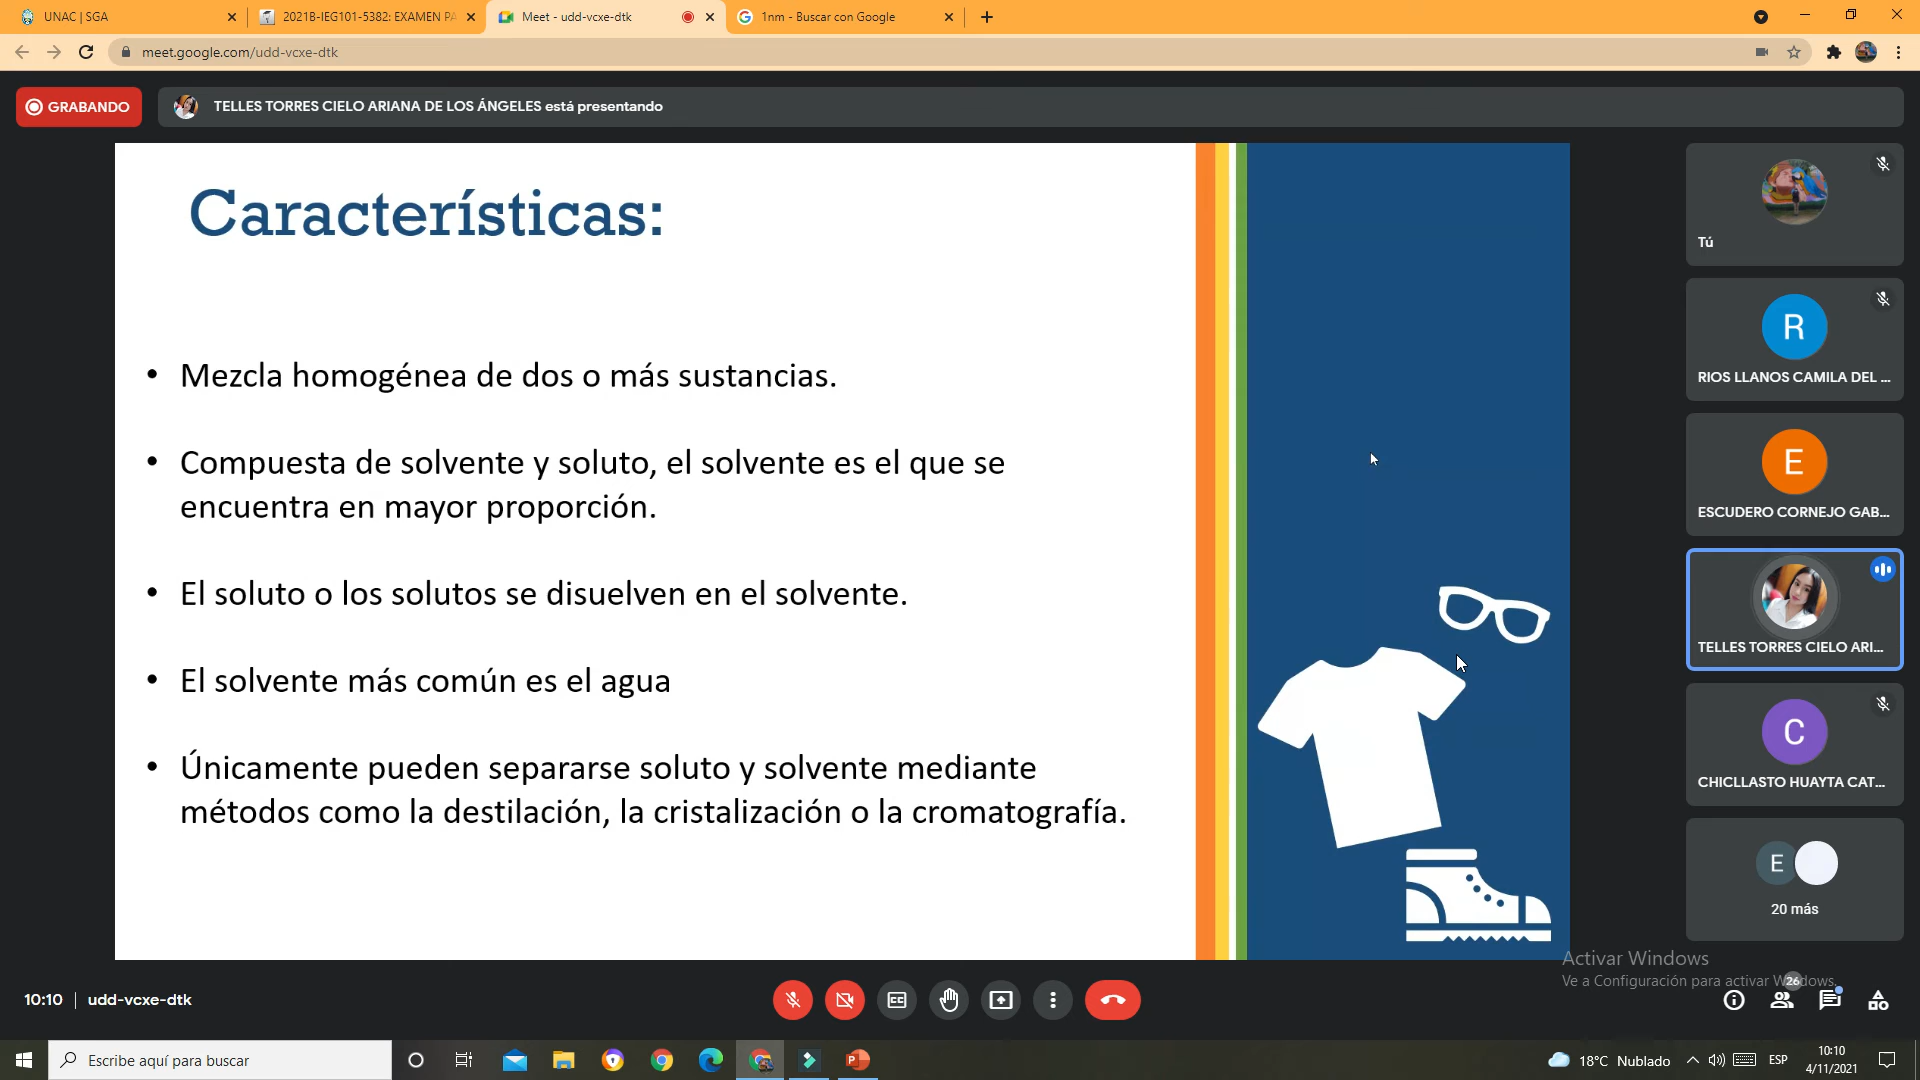 UNAC | SGA
2021B-IEG101-5382: EXAMEN PA
Meet - udd-vcxe-dtk
1nm - Buscar con Google
meet.google.com/udd-vcxe-dtk
GRABANDO
TELLES TORRES CIELO ARIANA DE LOS ÁNGELES está presentando
Características:
• Mezcla homogénea de dos o más sustancias.
• Compuesta de solvente y soluto, el solvente es el que se
encuentra en mayor proporción.
• El soluto o los solutos se disuelven en el solvente.
• El solvente más común es el agua
• Únicamente pueden separarse soluto y solvente mediante
métodos como la destilación, la cristalización o la cromatografía.
Tú
R
RIOS LLANOS CAMILA DEL ...
E
ESCUDERO CORNEJO GAB...
TELLES TORRES CIELO ARI...
C
CHICLLASTO HUAYTA CAT...
E
20 más
Activar Windows
Ve a Configuración para activar Windows.
26
10:10 | udd-vcxe-dtk
Escribe aquí para buscar
18°C Nublado
ESP
10:10
4/11/2021